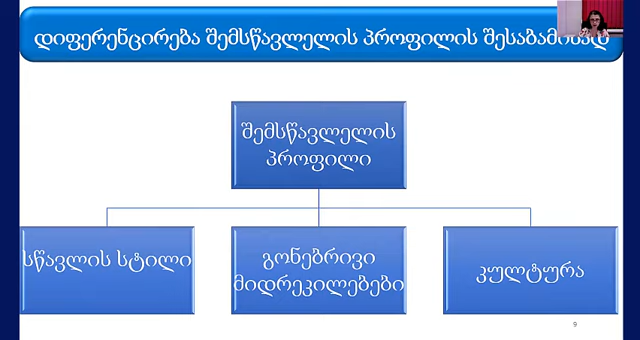 დიფერენცირება შემსწავლელის პროფილის შესაბამისად
შემსწავლელის
პროფილი
სწავლის სტილი
გონებრივი
მიდრეკილებები
კულტურა
9